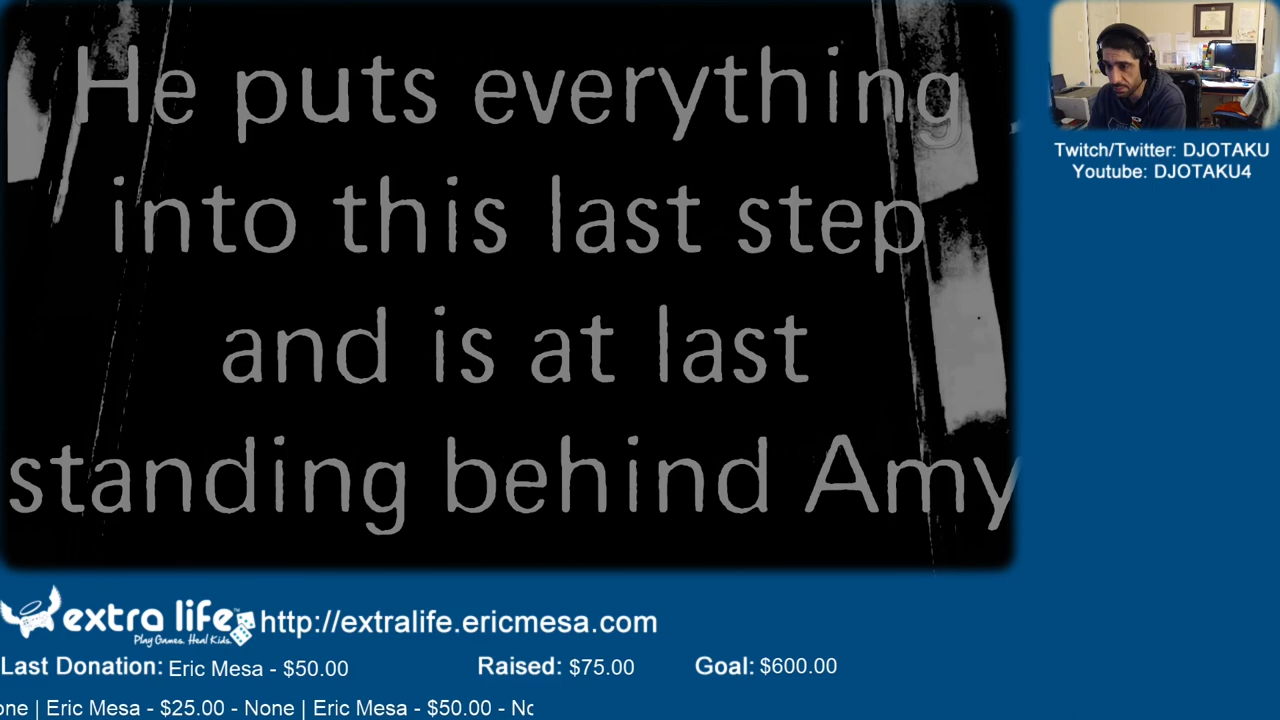 He puts everything
into this last step
and is at last
standing behind Amy
Twitch/Twitter: DJOTAKU
Youtube: DJOTAKU4
extra life
Play Games. Heal Kids.
http://extralife.ericmesa.com
Last Donation: Eric Mesa - $50.00
Raised: $75.00
Goal: $600.00
one | Eric Mesa - $25.00 - None | Eric Mesa - $50.00 - No